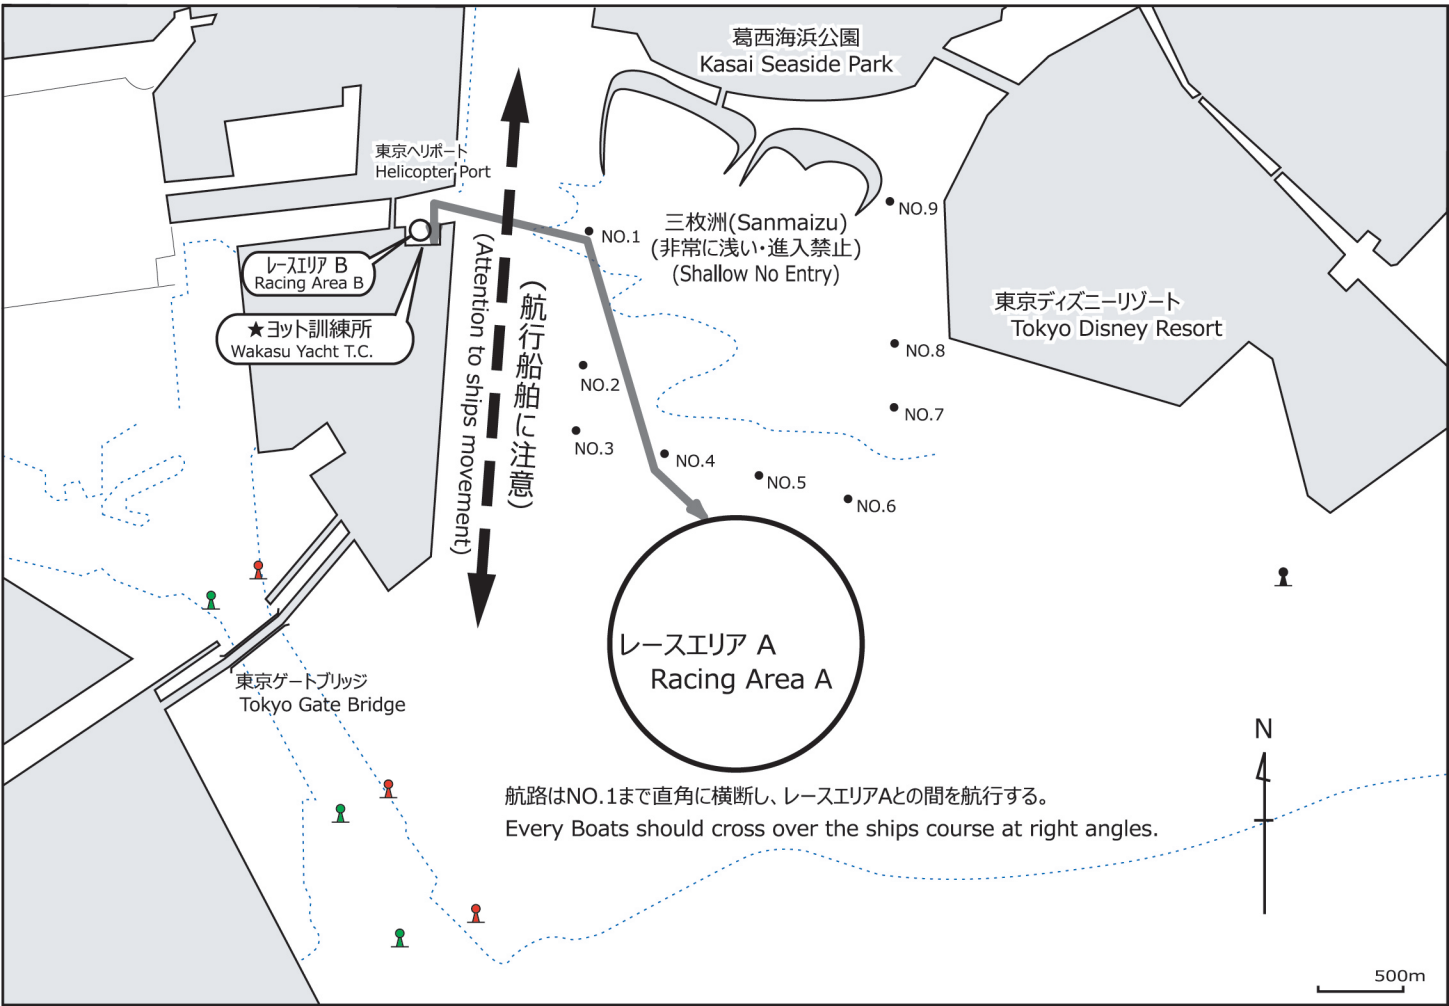 葛西海浜公園
Kasai Seaside Park
東京ヘリポート
Helicopter Port
NO.9
三枚洲(Sanmaizu)
(非常に浅い・進入禁止)
(Shallow No Entry)
NO.1
レースエリア B
Racing Area B
★ヨット訓練所
Wakasu Yacht T.C.
(航行船舶に注意)
(Attention to ships movement)
東京ディズニーリゾート
Tokyo Disney Resort
NO.8
NO.2
NO.7
NO.3
NO.4
NO.5
NO.6
レースエリア A
Racing Area A
東京ゲートブリッジ
Tokyo Gate Bridge
N
航路はNO.1まで直角に横断し、レースエリアAとの間を航行する。
Every Boats should cross over the ships course at right angles.
500m